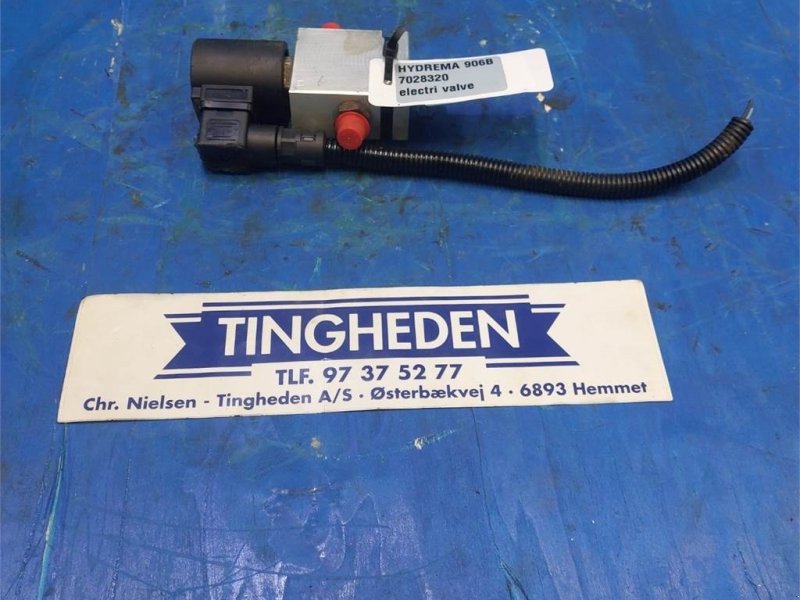 HYDREMA 906B
7028320
electri valve
TINGHEDEN
TLF. 97 37 52 77
Chr. Nielsen - Tingheden A/S · Østerbækvej 4 · 6893 Hemmet